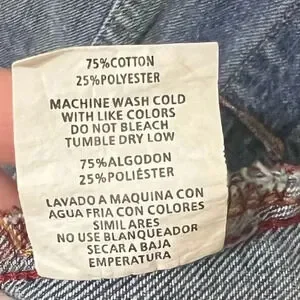 75%COTTON
25%POLYESTER
MACHINE WASH COLD
WITH LIKE COLORS
DO NOT BLEACH
TUMBLE DRY LOW
75%ALGODON
25%POLIÉSTER
LAVADO A MAQUINA CON
AGUA FRIA CON COLORES
SIMILARES
NO USE BLANQUEADOR
SECAR A BAJA
EMPERATURA